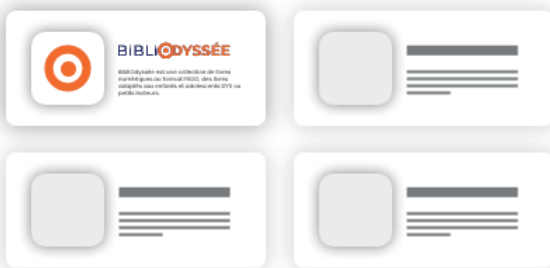 BiBLiODYSSÉE
BiBliOdyssée est une collection de livres
numériques au format FROG, des livres
adaptés aux enfants et adolescents DYS ou
petits lecteurs.